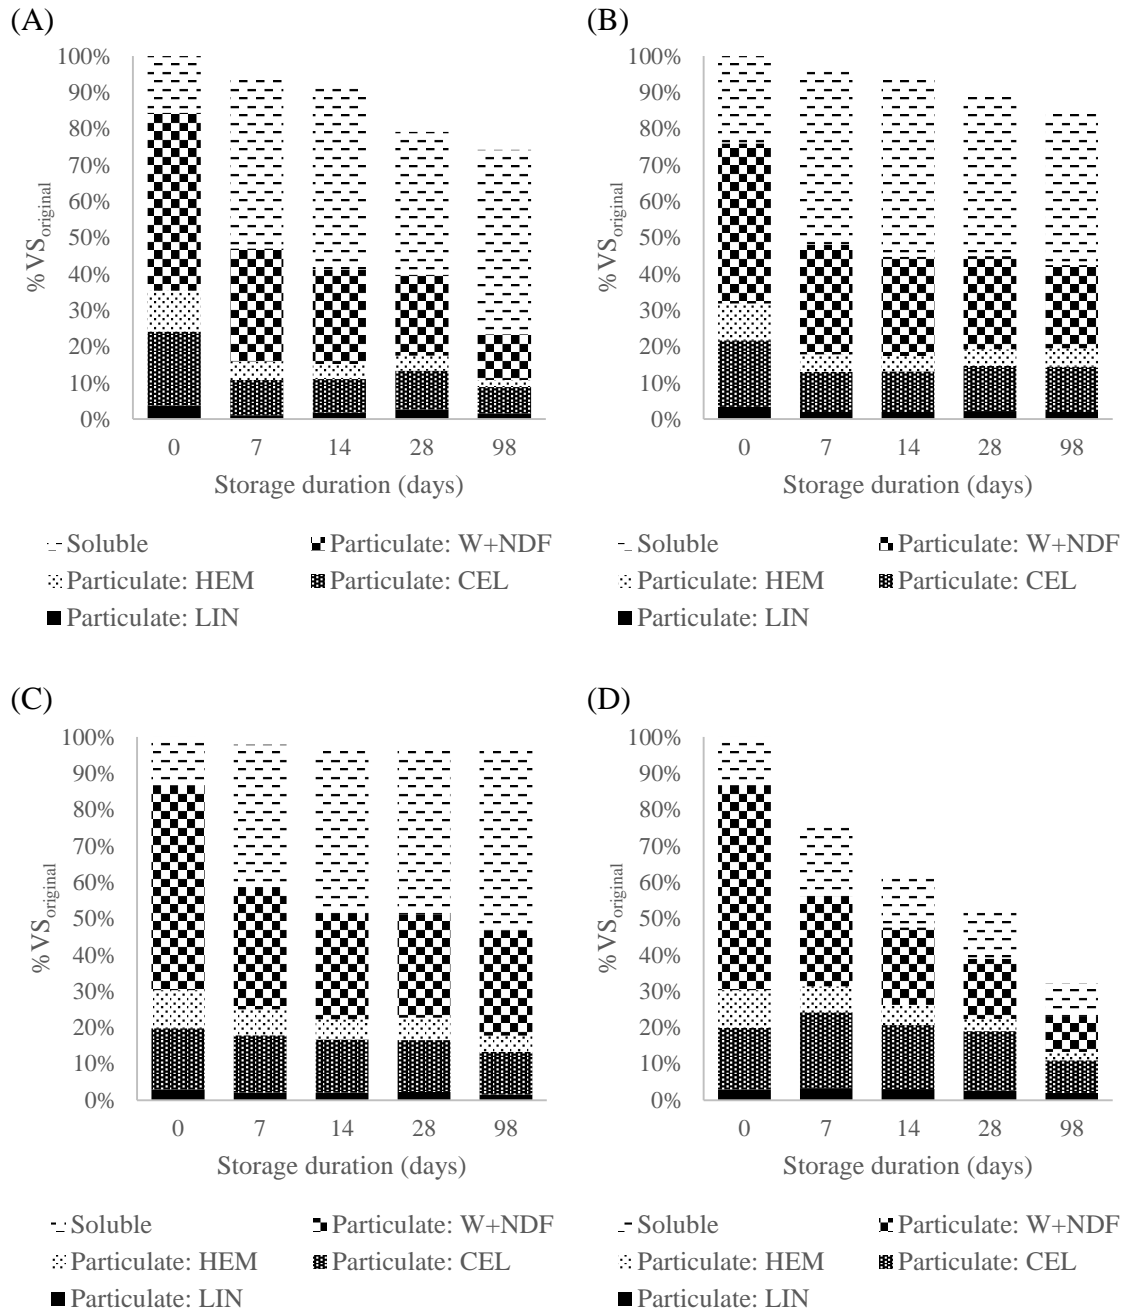 (A)
100%
90%
80%
70%
60%
50%
40%
30%
20%
10%
0%
% VSoriginal
0 7 14 28 98
Storage duration (days)
Soluble Particulate: W+NDF
Particulate: HEM Particulate: CEL
Particulate: LIN
(B)
100%
90%
80%
70%
60%
50%
40%
30%
20%
10%
0%
% VSoriginal
0 7 14 28 98
Storage duration (days)
Soluble Particulate: W+NDF
Particulate: HEM Particulate: CEL
Particulate: LIN
(C)
100%
90%
80%
70%
60%
50%
40%
30%
20%
10%
0%
% VSoriginal
0 7 14 28 98
Storage duration (days)
Soluble Particulate: W+NDF
Particulate: HEM Particulate: CEL
Particulate: LIN
(D)
100%
90%
80%
70%
60%
50%
40%
30%
20%
10%
0%
% VSoriginal
0 7 14 28 98
Storage duration (days)
Soluble Particulate: W+NDF
Particulate: HEM Particulate: CEL
Particulate: LIN